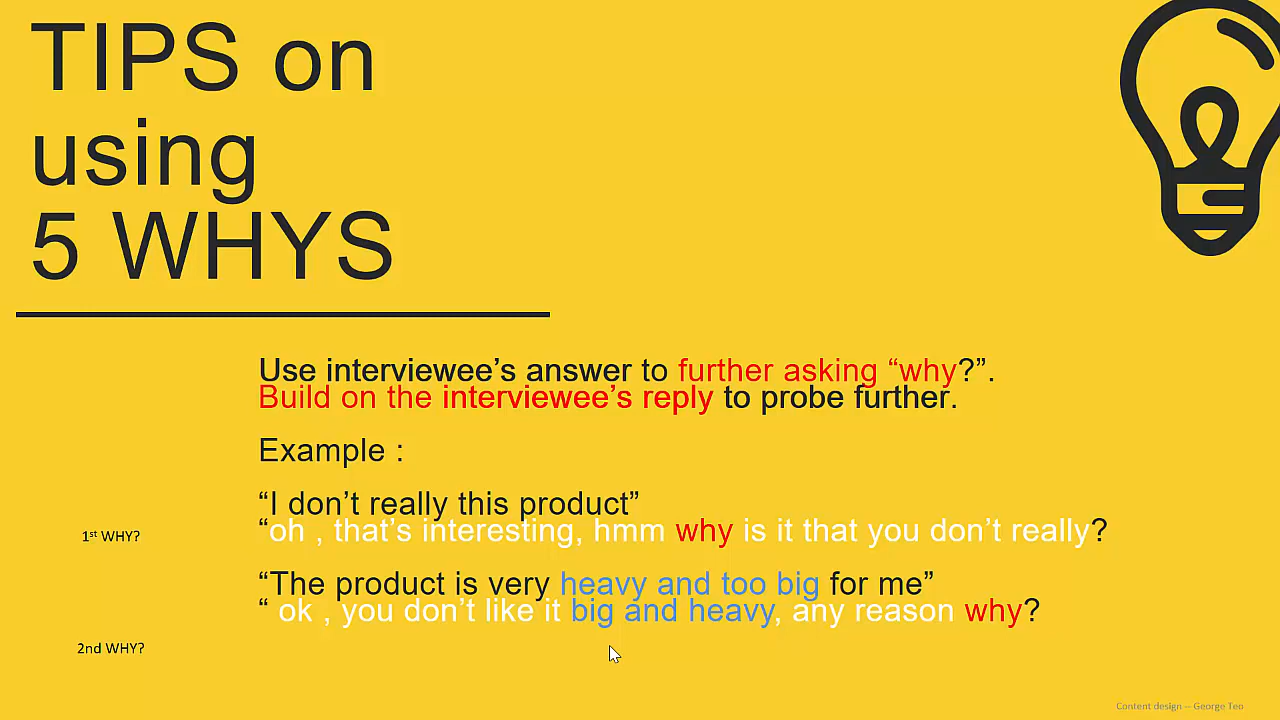 TIPS on
using
5 WHYS
Use interviewee’s answer to further asking “why?”.
Build on the interviewee’s reply to probe further.
Example :
“I don’t really this product”
“oh , that’s interesting, hmm why is it that you don’t really?
1st WHY?
“The product is very heavy and too big for me”
“ ok , you don’t like it big and heavy, any reason why?
2nd WHY?
Content design – George Teo